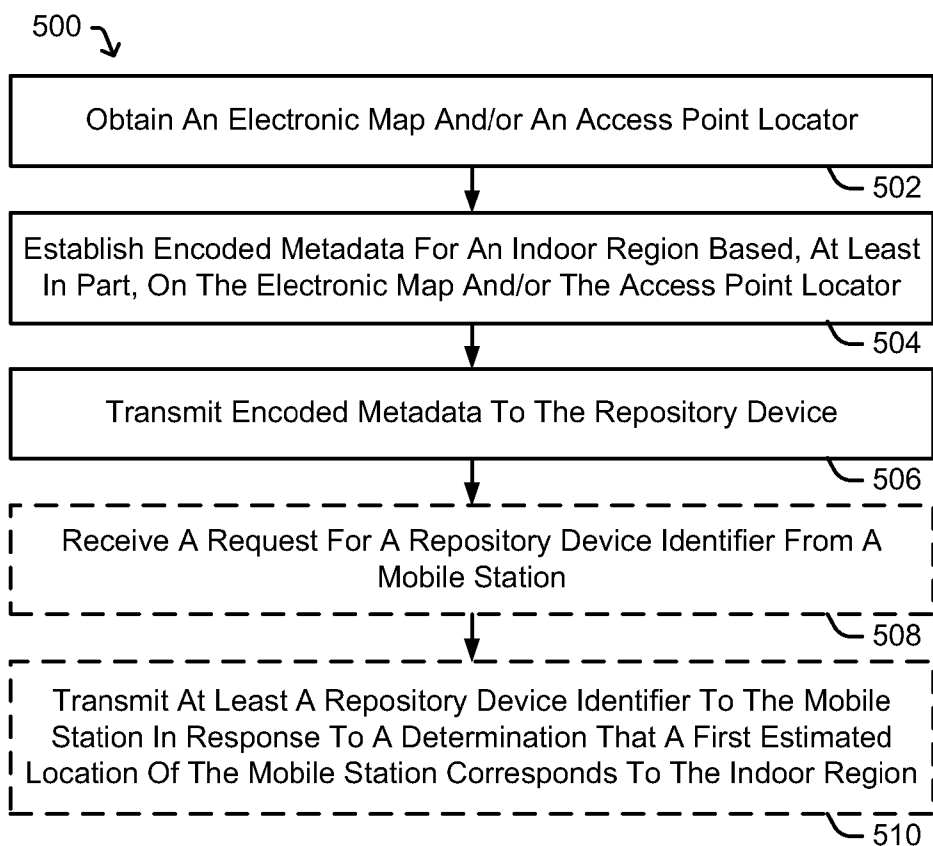 500
Obtain An Electronic Map And/or An Access Point Locator
502
Establish Encoded Metadata For An Indoor Region Based, At Least
In Part, On The Electronic Map And/or The Access Point Locator
504
Transmit Encoded Metadata To The Repository Device
506
Receive A Request For A Repository Device Identifier From A
Mobile Station
508
Transmit At Least A Repository Device Identifier To The Mobile
Station In Response To A Determination That A First Estimated
Location Of The Mobile Station Corresponds To The Indoor Region
510